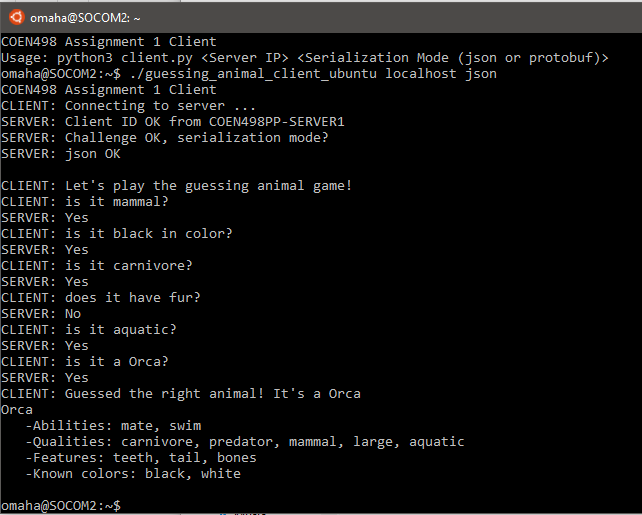 omaha@SOCOM2: ~
COEN498 Assignment 1 Client
Usage: python3 client.py <Server IP> <Serialization Mode (json or protobuf)>
omaha@SOCOM2:~$ ./guessing_animal_client_ubuntu localhost json
COEN498 Assignment 1 Client
CLIENT: Connecting to server ...
SERVER: Client ID OK from COEN498PP-SERVER1
SERVER: Challenge OK, serialization mode?
SERVER: json OK
CLIENT: Let's play the guessing animal game!
CLIENT: is it mammal?
SERVER: Yes
CLIENT: is it black in color?
SERVER: Yes
CLIENT: is it carnivore?
SERVER: Yes
CLIENT: does it have fur?
SERVER: No
CLIENT: is it aquatic?
SERVER: Yes
CLIENT: is it a Orca?
SERVER: Yes
CLIENT: Guessed the right animal! It's a Orca
Orca
-Abilities: mate, swim
-Qualities: carnivore, predator, mammal, large, aquatic
-Features: teeth, tail, bones
-Known colors: black, white
omaha@SOCOM2:~$